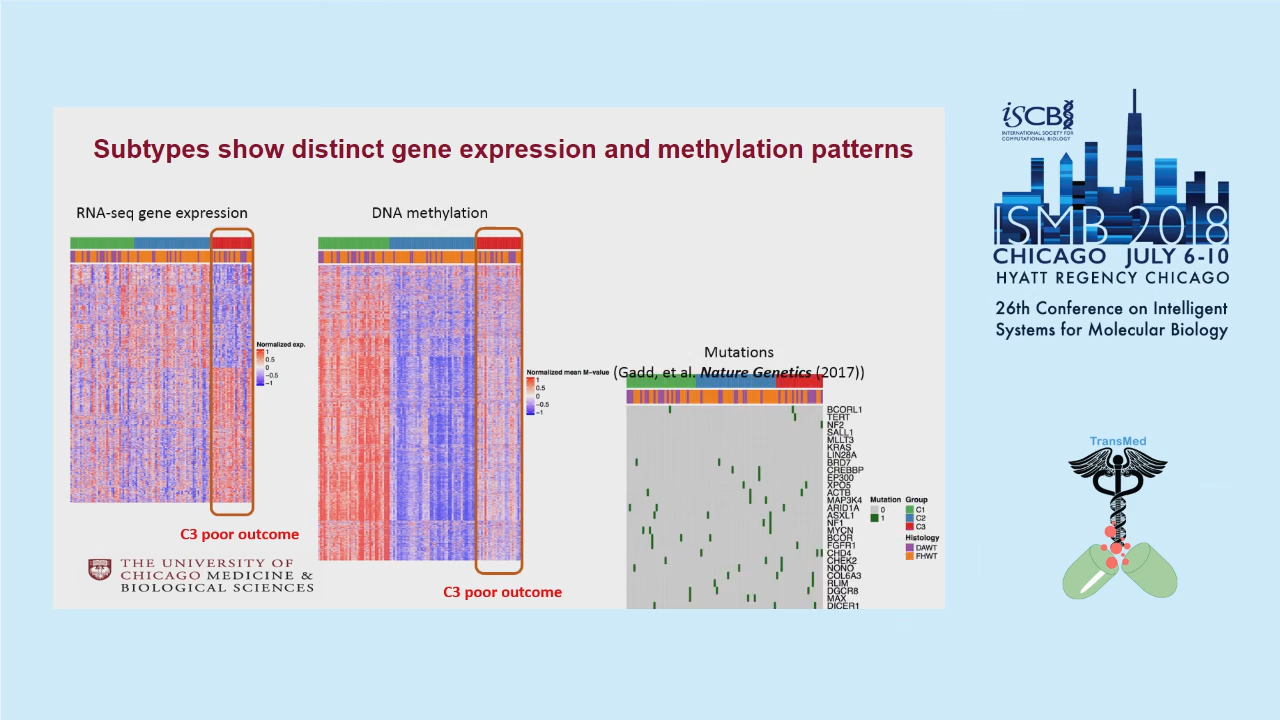 Subtypes show distinct gene expression and methylation patterns
RNA-seq gene expression
DNA methylation
Normalized exp.
1
0.5
0
−0.5
−1
Normalized mean M-value
1
0.5
0
−0.5
−1
C3 poor outcome
C3 poor outcome
THE UNIVERSITY OF
CHICAGO MEDICINE &
BIOLOGICAL SCIENCES
Mutations
(Gadd, et al. Nature Genetics (2017))
BCORL1
TERT
NF2
SALL1
MLLT3
KRAS
LIN28A
BRD7
CREBBP
EP300
XPO5
ACTB
MAP3K4
ARID1A
ASXL1
NF1
MYCN
BCOR
FGFR1
CHD4
CHEK2
NONO
COL6A3
RLIM
DGCR8
MAX
DICER1
Mutation
0
1
Group
C1
C2
C3
Histology
DAWT
FHWT
iSCB
INTERNATIONAL SOCIETY FOR
COMPUTATIONAL BIOLOGY
ISMB 2018
CHICAGO JULY 6-10
HYATT REGENCY CHICAGO
26th Conference on Intelligent
Systems for Molecular Biology
TransMed